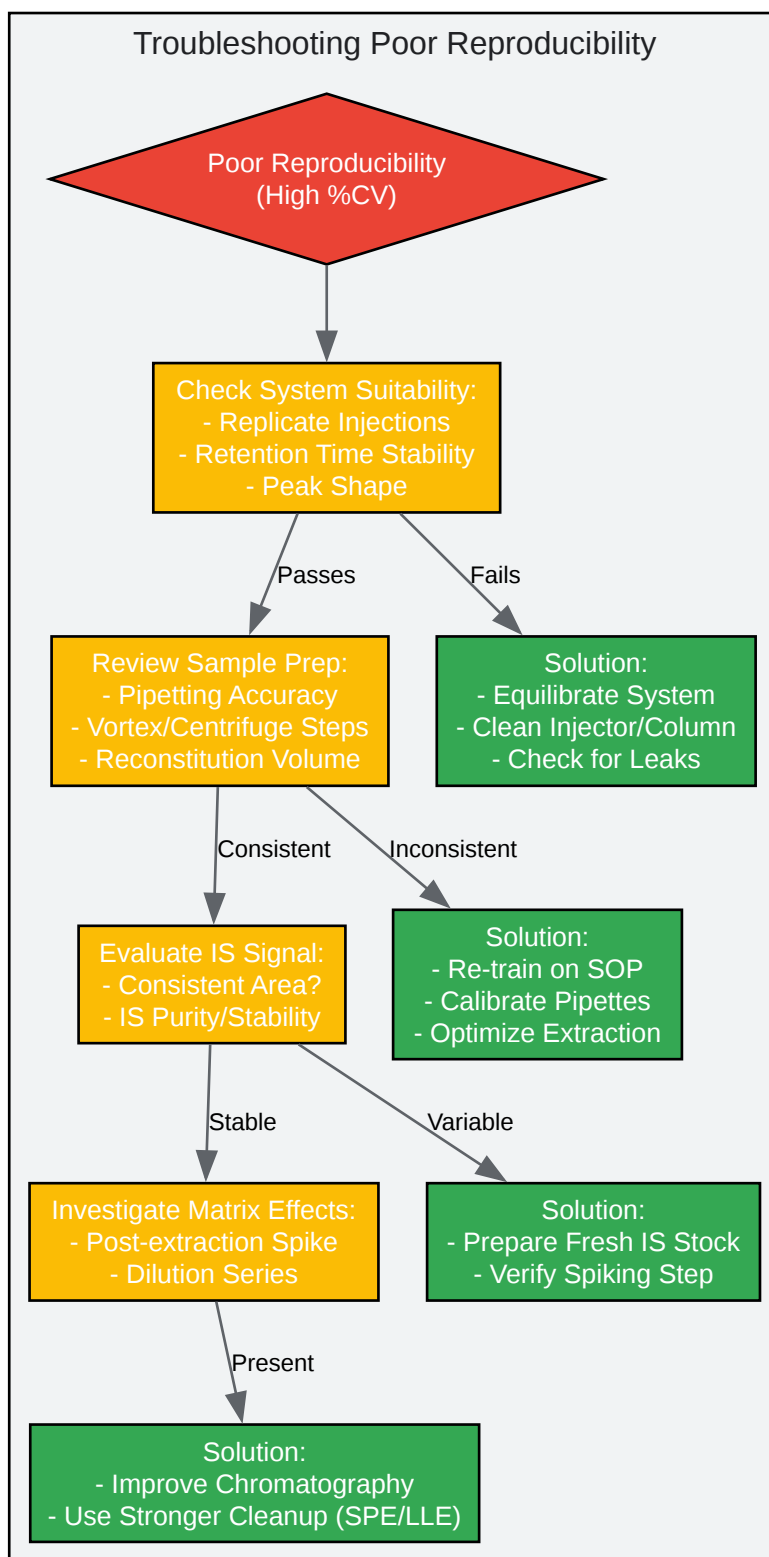 Troubleshooting Poor Reproducibility
Poor Reproducibility
(High %CV)
Check System Suitability:
- Replicate Injections
- Retention Time Stability
- Peak Shape
Passes
Fails
Review Sample Prep:
- Pipetting Accuracy
- Vortex/Centrifuge Steps
- Reconstitution Volume
Solution:
- Equilibrate System
- Clean Injector/Column
- Check for Leaks
Consistent
Inconsistent
Evaluate IS Signal:
- Consistent Area?
- IS Purity/Stability
Solution:
- Re-train on SOP
- Calibrate Pipettes
- Optimize Extraction
Stable
Variable
Investigate Matrix Effects:
- Post-extraction Spike
- Dilution Series
Solution:
- Prepare Fresh IS Stock
- Verify Spiking Step
Present
Solution:
- Improve Chromatography
- Use Stronger Cleanup (SPE/LLE)